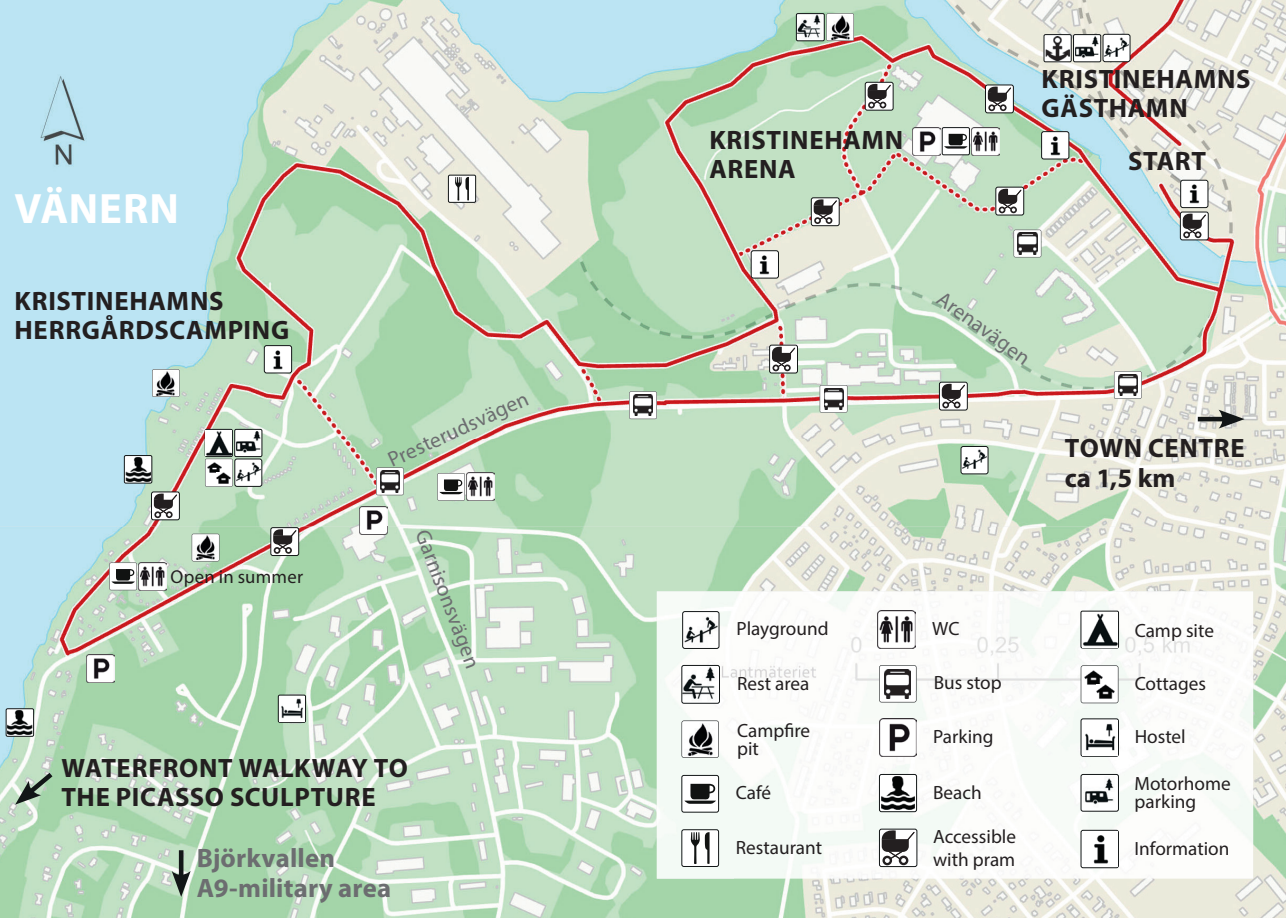 KRISTINEHAMNS
GÄSTHAMN
N
KRISTINEHAMN
ARENA
P
START
i
i
VÄNERN
i
KRISTINEHAMNS
HERRGÅRDSCAMPING
i
Arenavägen
Presterudsvägen
TOWN CENTRE
ca 1,5 km
P
Garnisonsvägen
Open in summer
P
WATERFRONT WALKWAY TO
THE PICASSO SCULPTURE
Björkvallen
A9-military area
0 0,25 0,5 km
Lantmäteriet
Playground
Rest area
Campfire
pit
Café
Restaurant
WC
Bus stop
P Parking
Beach
Accessible
with pram
Camp site
Cottages
Hostel
Motorhome
parking
i Information